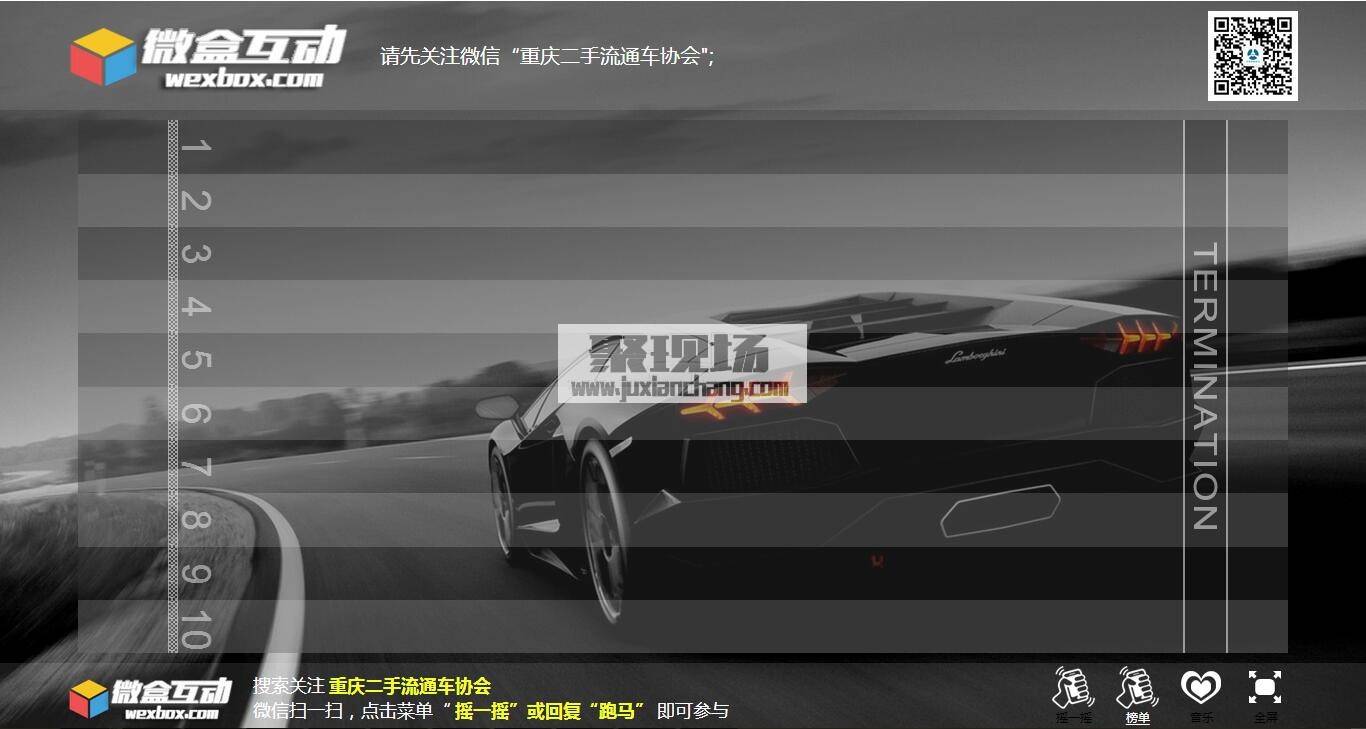 微盒互动
wexbox.com
请先关注微信“重庆二手流通车协会";
1
2
3
4
5
6
7
8
9
10
TERMINATION
Lamborghini
聚现场
www.juxianchang.com
微盒互动
wexbox.com
搜索关注 重庆二手流通车协会
微信扫一扫，点击菜单“ 摇一摇”或回复“跑马” 即可参与
摇一摇
榜单
音乐
全屏